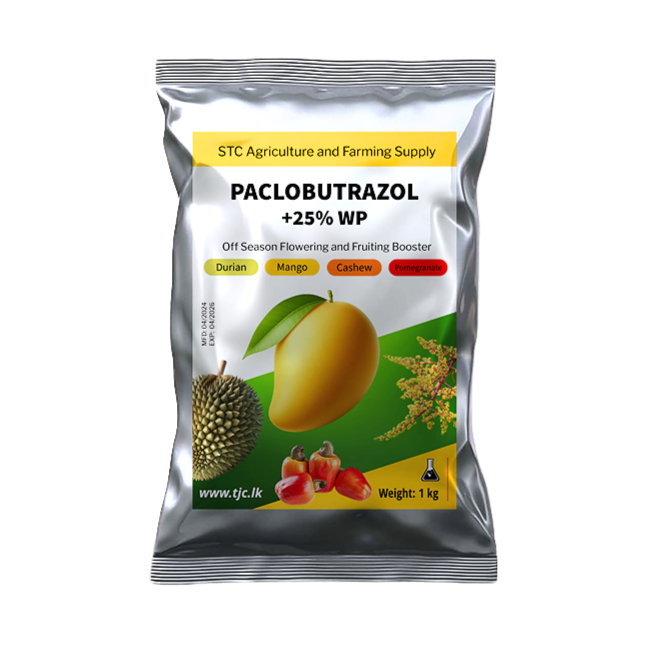 STC Agriculture and Farming Supply
PACLOBUTRAZOL
+25% WP
Off Season Flowering and Fruiting Booster
Durian Mango Cashew Pomegranate
MFD: 04/2024
EXP: 04/2026
www.tjc.lk
Weight: 1 kg